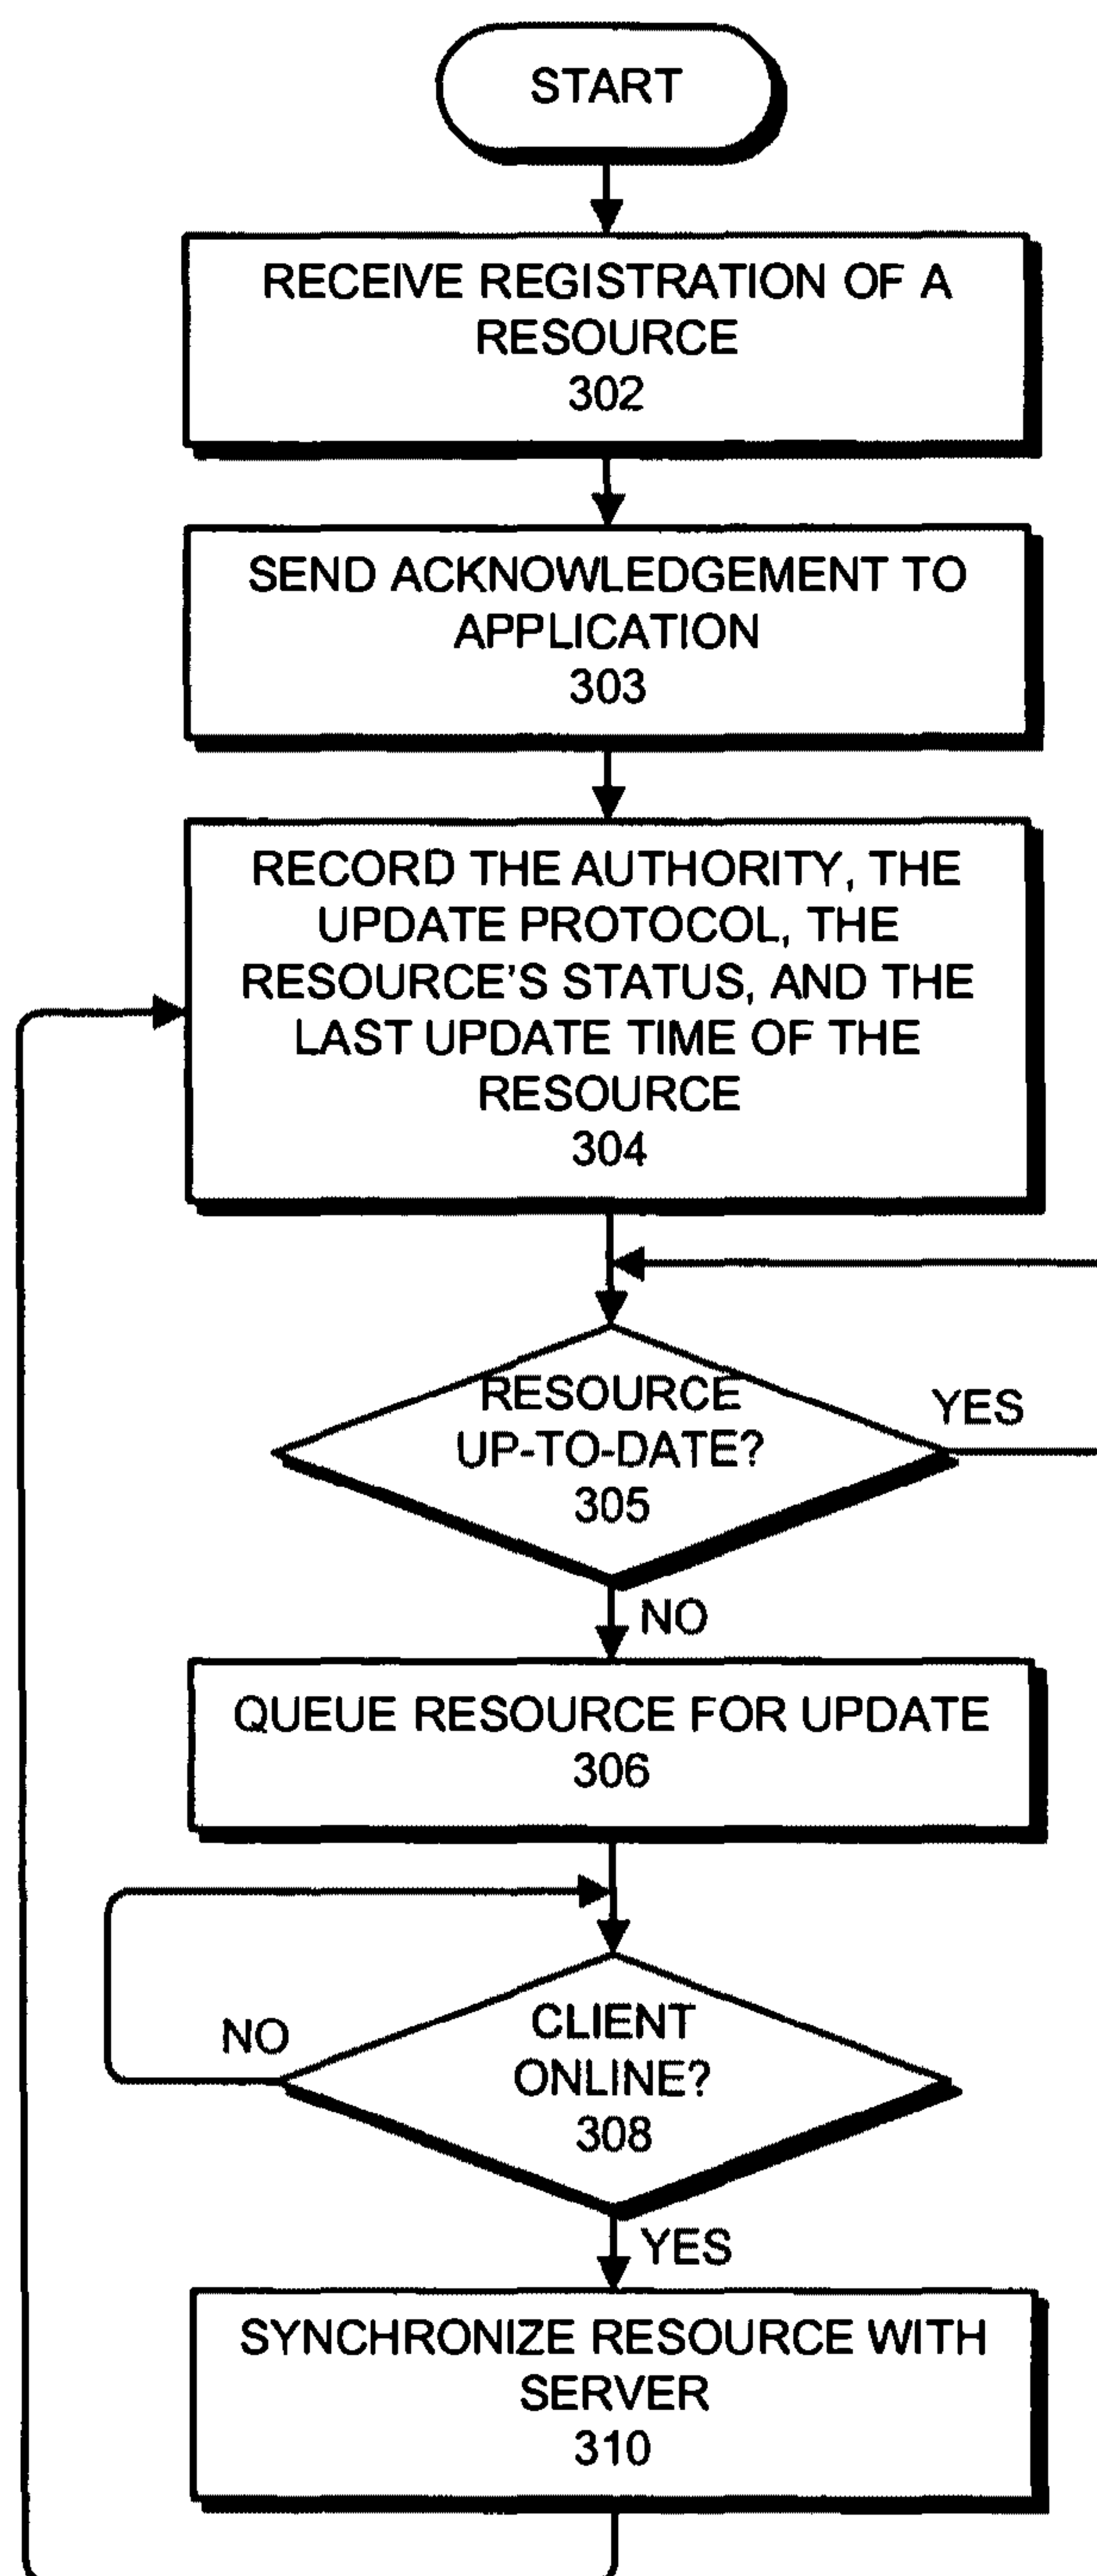 START
RECEIVE REGISTRATION OF A
RESOURCE
302
SEND ACKNOWLEDGEMENT TO
APPLICATION
303
RECORD THE AUTHORITY, THE
UPDATE PROTOCOL, THE
RESOURCE'S STATUS, AND THE
LAST UPDATE TIME OF THE
RESOURCE
304
RESOURCE
UP-TO-DATE?
305
YES
NO
QUEUE RESOURCE FOR UPDATE
306
CLIENT
ONLINE?
308
NO
YES
SYNCHRONIZE RESOURCE WITH
SERVER
310